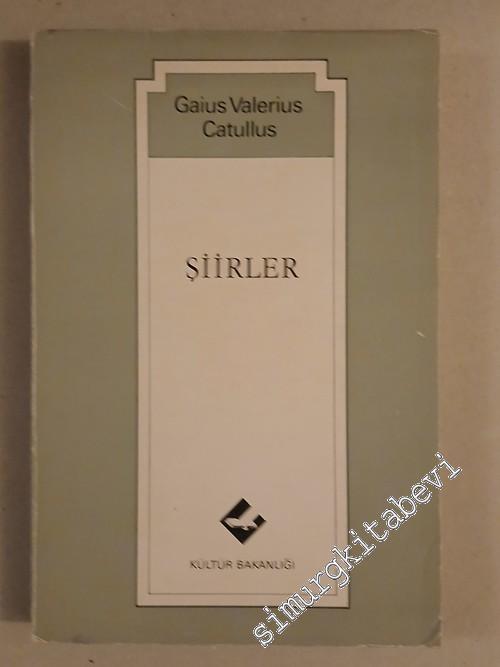 Gaius Valerius
Catullus
ŞİİRLER
KÜLTÜR BAKANLIĞI
simurgkitabevi